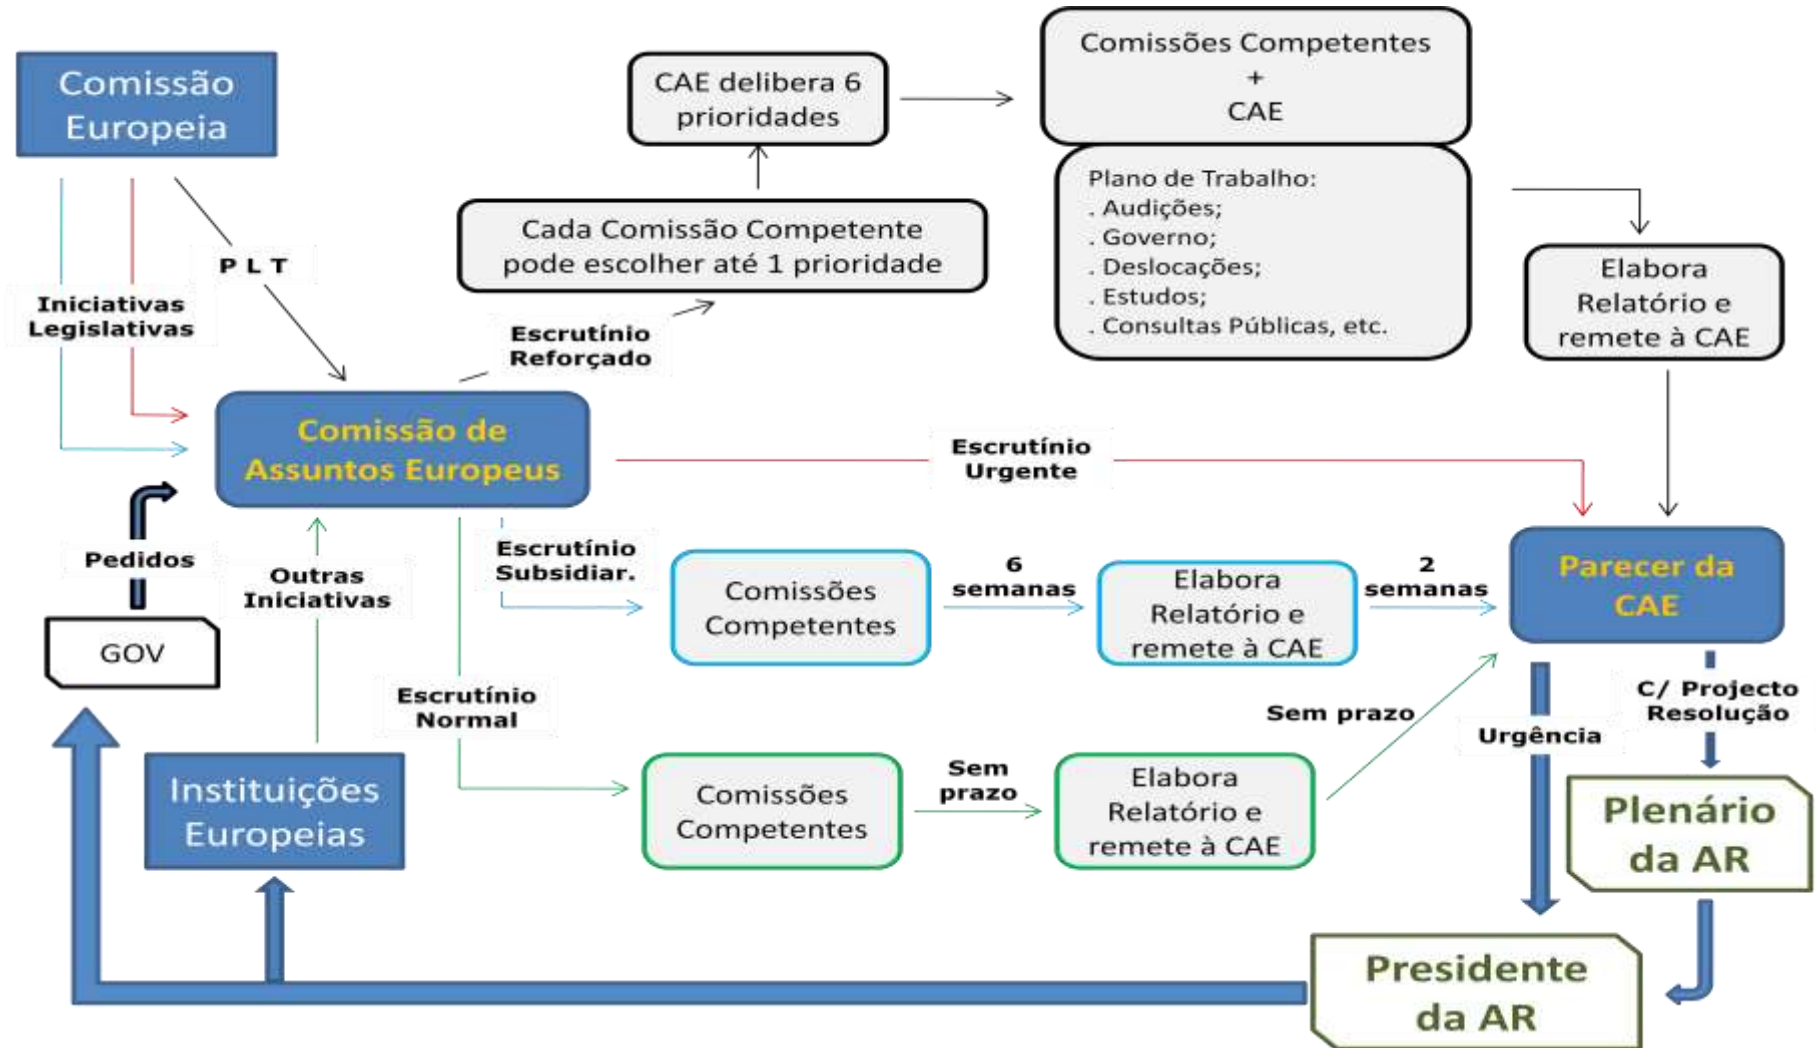 Comissão
Europeia
CAE delibera 6
prioridades
Comissões Competentes
+
CAE
Plano de Trabalho:
. Audições;
. Governo;
. Deslocações;
. Estudos;
. Consultas Públicas, etc.
Cada Comissão Competente
pode escolher até 1 prioridade
P L T
Iniciativas
Legislativas
Escrutínio
Reforçado
Elabora
Relatório e
remete à CAE
Comissão de
Assuntos Europeus
Escrutínio
Urgente
Pedidos
GOV
Outras
Iniciativas
Escrutínio
Subsidiar.
Comissões
Competentes
6
semanas
Elabora
Relatório e
remete à CAE
2
semanas
Parecer da
CAE
Escrutínio
Normal
Instituições
Europeias
Comissões
Competentes
Sem
prazo
Elabora
Relatório e
remete à CAE
Sem prazo
Urgência
C/ Projecto
Resolução
Plenário
da AR
Presidente
da AR